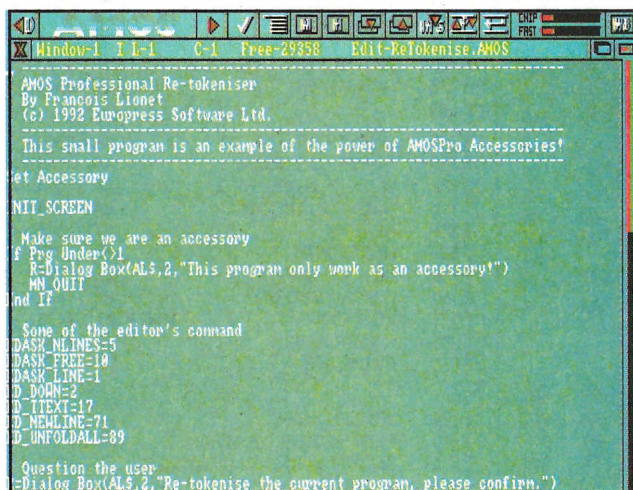 AMOS
CHIP
FAST
X Window-1 I L-1 C-1 Free-29358 Edit-ReTokenise.AMOS
AMOS Professional Re-tokeniser
By Francois Lionet
(c) 1992 Europress Software Ltd.
This small program is an example of the power of AMOSPro Accessories!
et Accessory
NIT_SCREEN
Make sure we are an accessory
f Prg Under<>1
R=Dialog Box(AL$,2,"This program only work as an accessory!")
MN_QUIT
nd If
Some of the editor's command
DASK_NLINES=5
DASK_FREE=10
DASK_LINE=1
D_DOWN=2
D_TTEXT=17
D_NEWLINE=71
D_UNFOLDALL=89
Question the user
=Dialog Box(AL$,2,"Re-tokenise the current program, please confirm.")